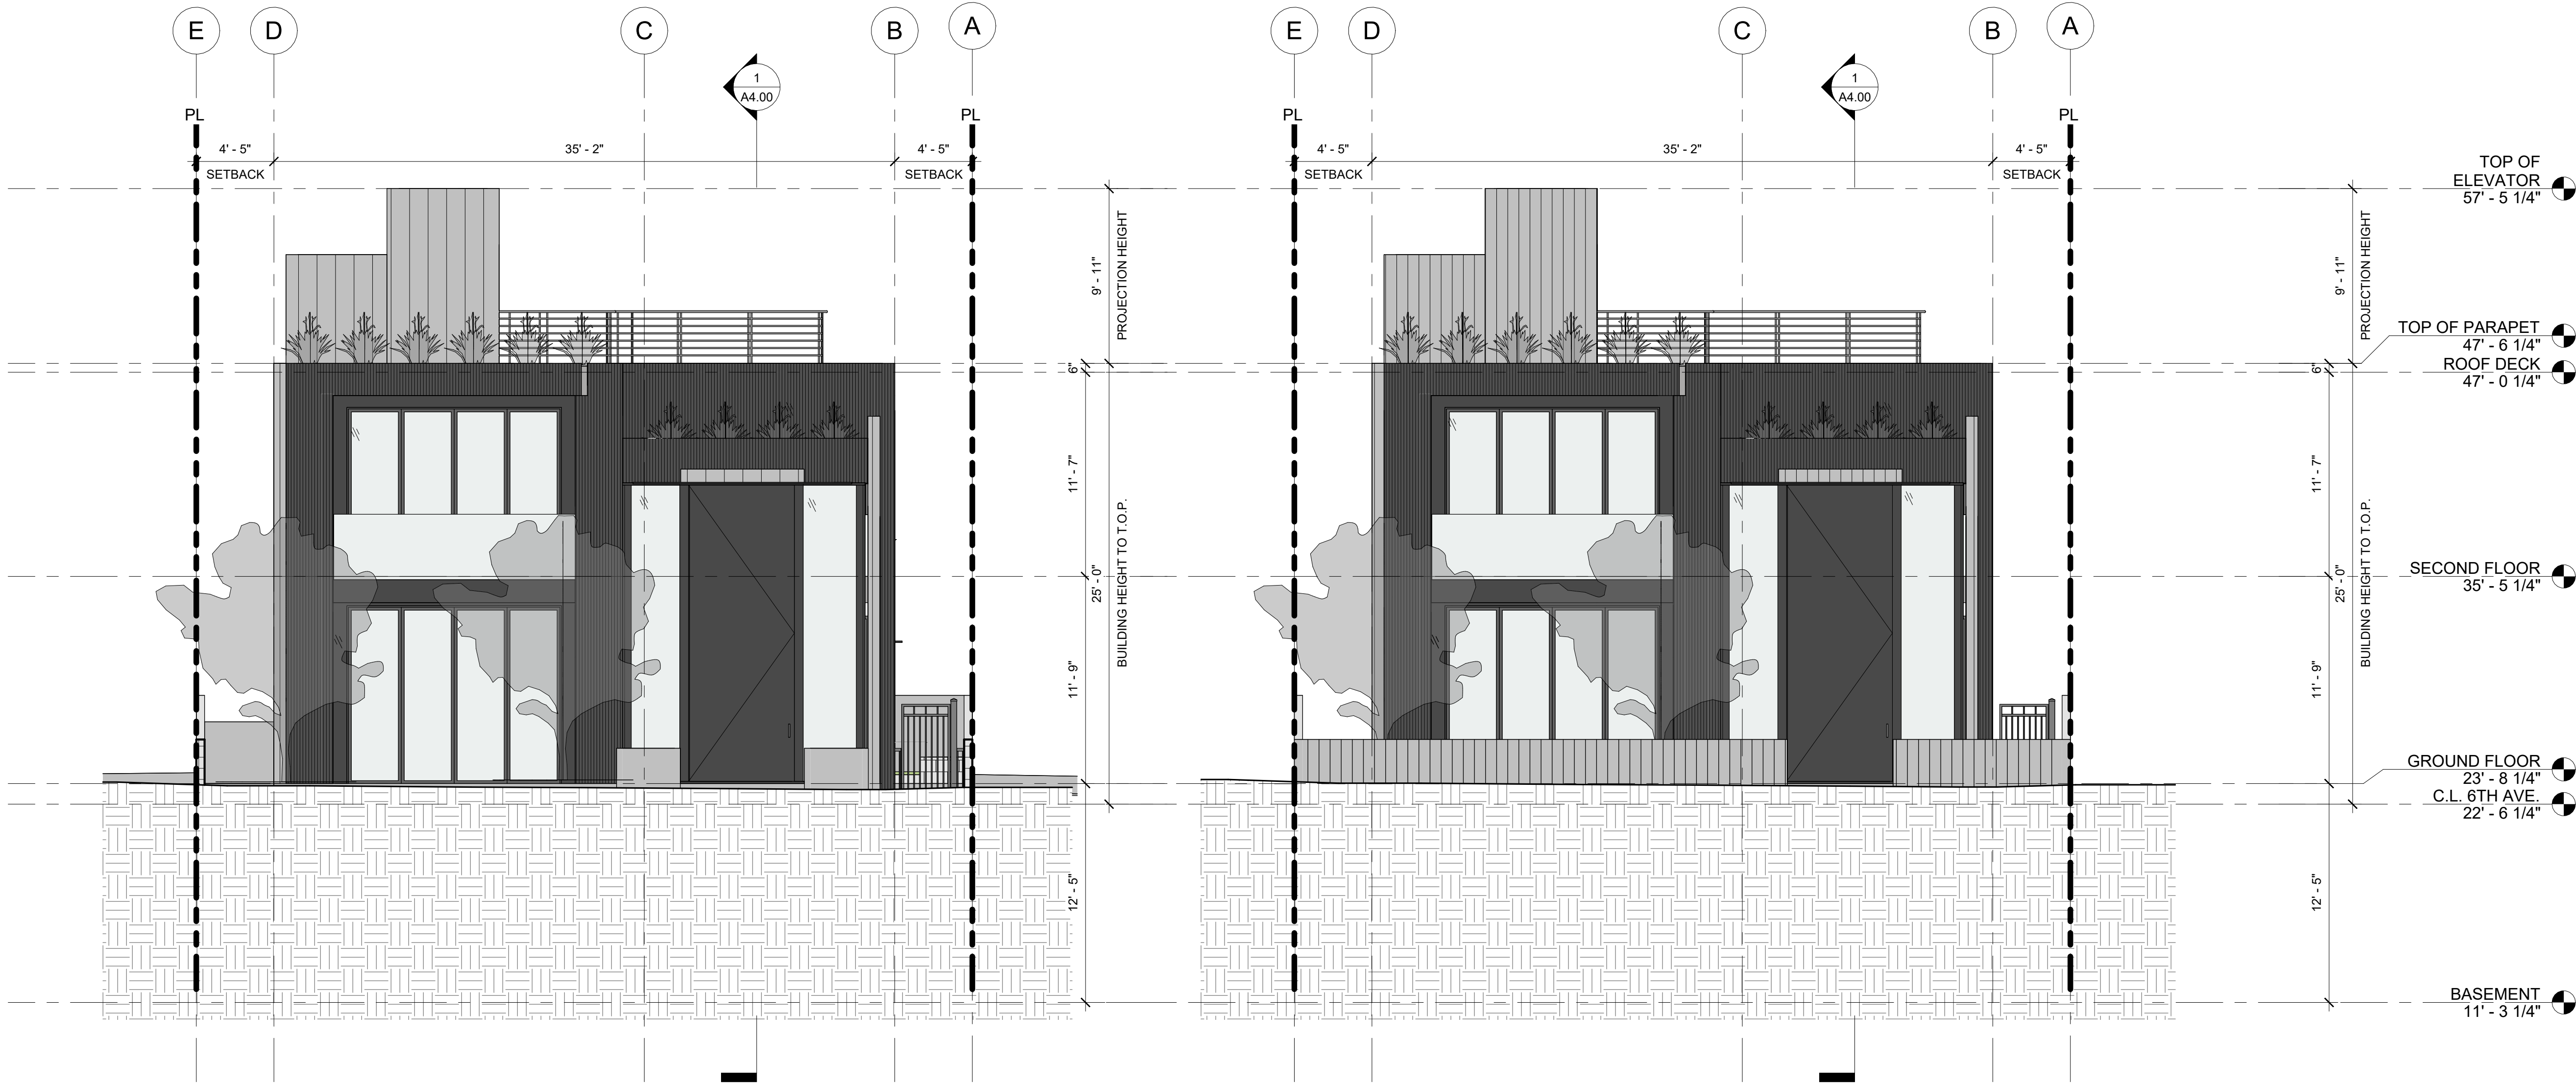 E D C B A E D C B A
1
A4.00
1
A4.00
PL PL PL PL
4' - 5" 35' - 2" 4' - 5" 4' - 5" 35' - 2" 4' - 5"
SETBACK SETBACK SETBACK SETBACK
9' - 11"
PROJECTION HEIGHT
6"
11' - 7"
25' - 0"
BUILDING HEIGHT TO T.O.P.
11' - 9"
12' - 5"
9' - 11"
PROJECTION HEIGHT
6"
11' - 7"
25' - 0"
BUILDING HEIGHT TO T.O.P.
11' - 9"
12' - 5"
TOP OF
ELEVATOR
57' - 5 1/4"
TOP OF PARAPET
47' - 6 1/4"
ROOF DECK
47' - 0 1/4"
SECOND FLOOR
35' - 5 1/4"
GROUND FLOOR
23' - 8 1/4"
C.L. 6TH AVE.
22' - 6 1/4"
BASEMENT
11' - 3 1/4"